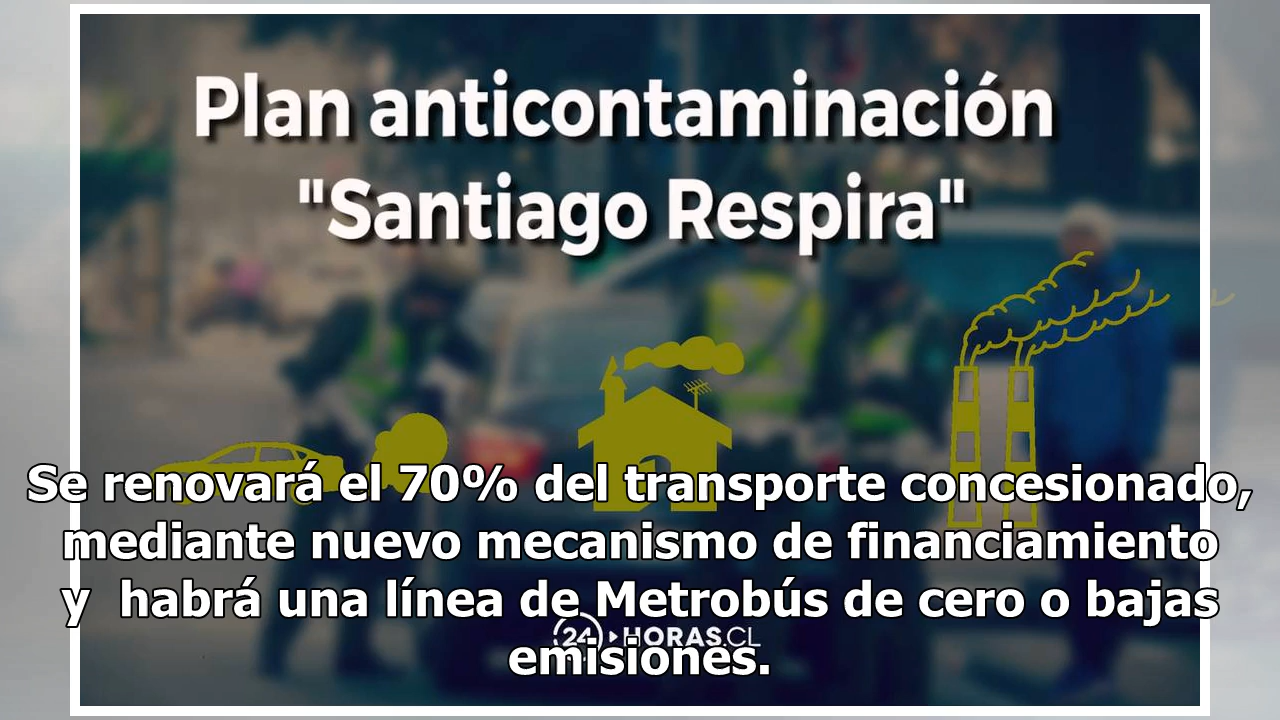 Plan anticontaminación
"Santiago Respira"
Se renovará el 70% del transporte concesionado,
mediante nuevo mecanismo de financiamiento
y  habrá una línea de Metrobús de cero o bajas
24 HORAS.CL
emisiones.